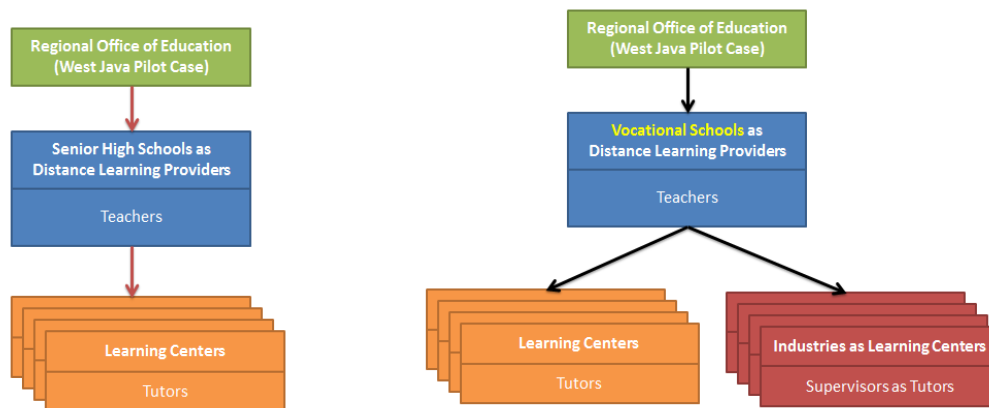 Regional Office of Education
(West Java Pilot Case)
Senior High Schools as
Distance Learning Providers
Teachers
Learning Centers
Tutors
Regional Office of Education
(West Java Pilot Case)
Vocational Schools as
Distance Learning Providers
Teachers
Learning Centers
Tutors
Industries as Learning Centers
Supervisors as Tutors